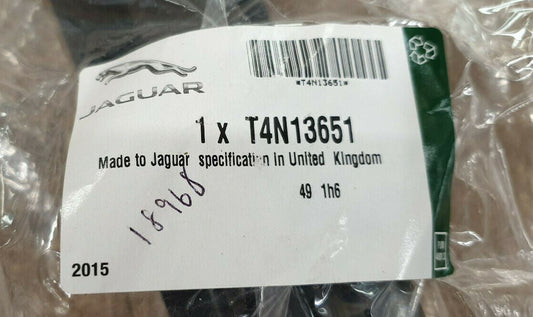 *T4N13651*
JAGUAR
1 x T4N13651
Made to Jaguar specification In United Kingdom
49 1h6
18968
2015